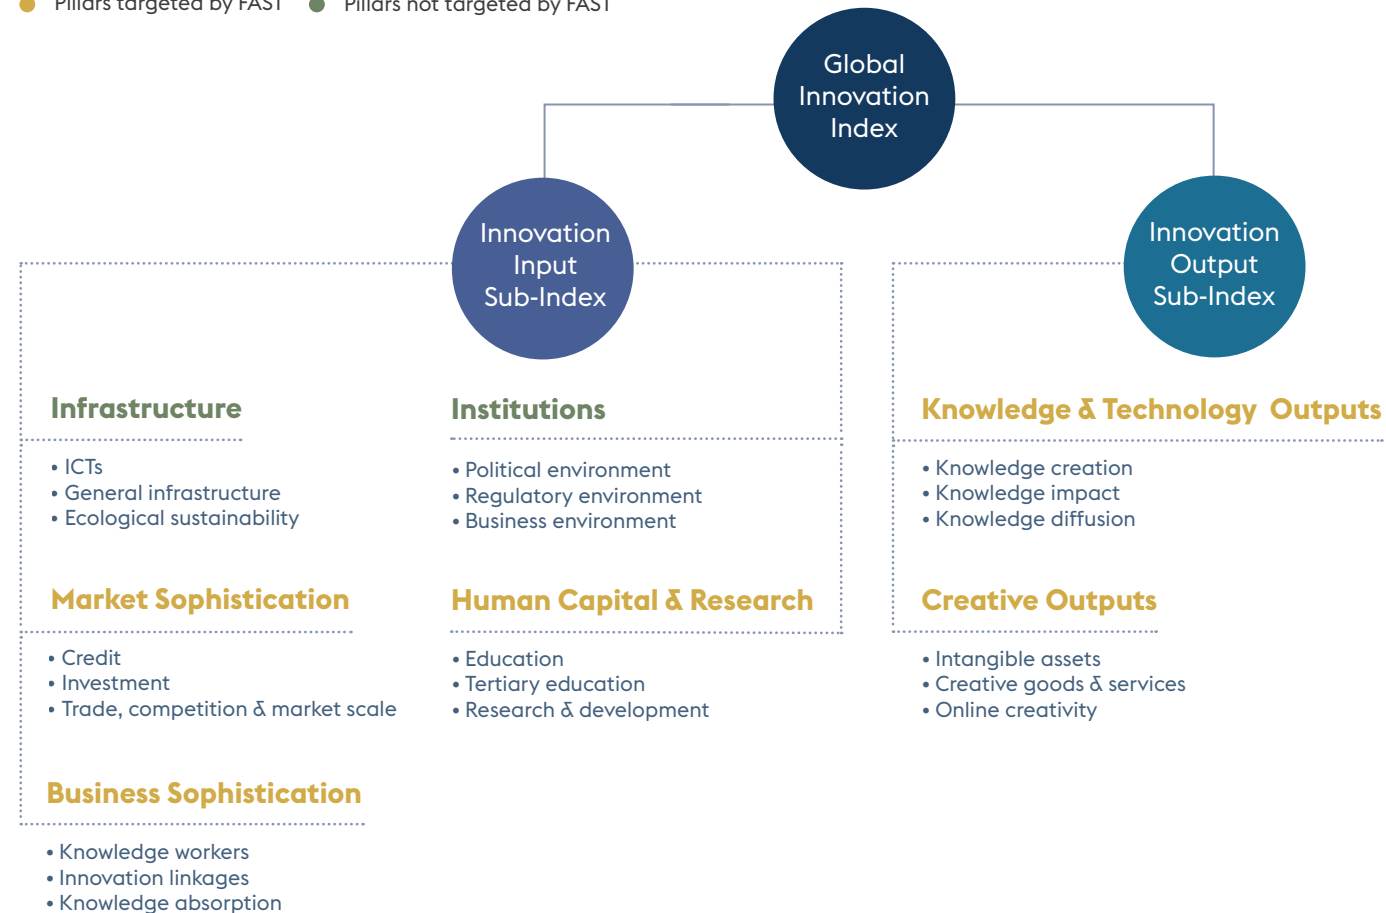 Pillars targeted by FAST
Pillars not targeted by FAST
Global
Innovation
Index
Innovation
Input
Sub-Index
Innovation
Output
Sub-Index
Infrastructure
• ICTs
• General infrastructure
• Ecological sustainability
Institutions
• Political environment
• Regulatory environment
• Business environment
Knowledge & Technology Outputs
• Knowledge creation
• Knowledge impact
• Knowledge diffusion
Market Sophistication
• Credit
• Investment
• Trade, competition & market scale
Human Capital & Research
• Education
• Tertiary education
• Research & development
Creative Outputs
• Intangible assets
• Creative goods & services
• Online creativity
Business Sophistication
• Knowledge workers
• Innovation linkages
• Knowledge absorption